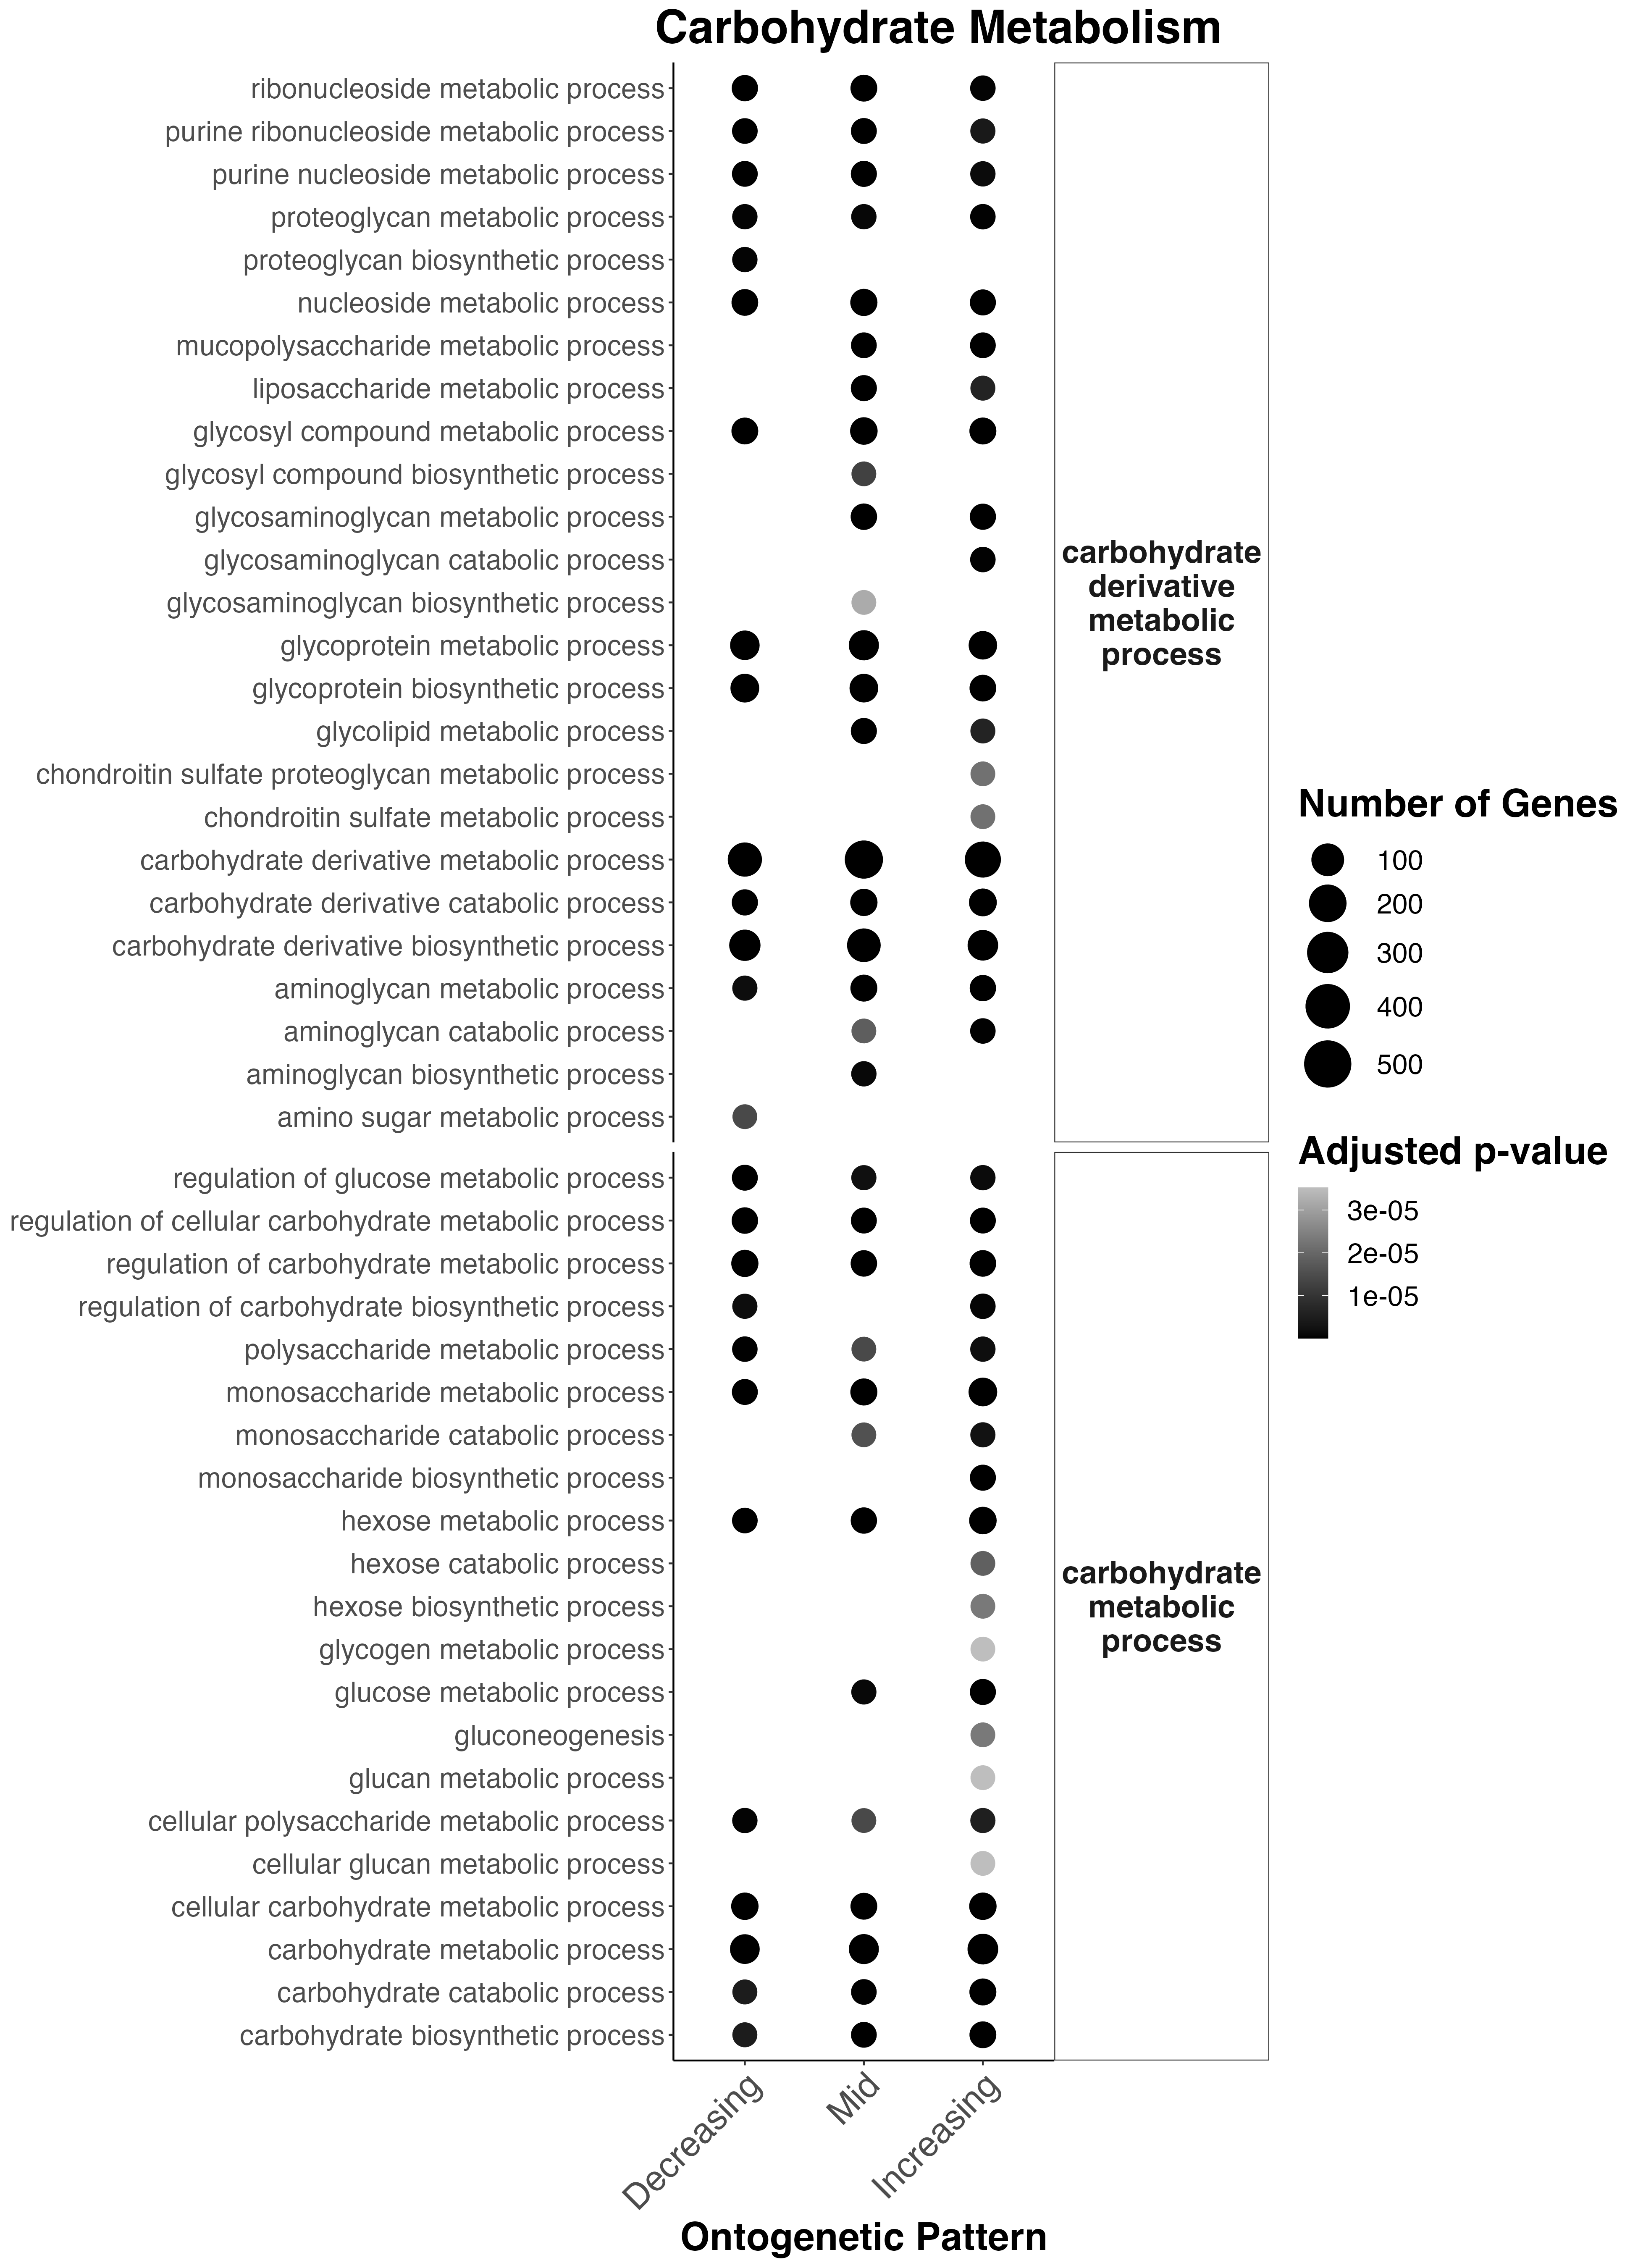 Carbohydrate Metabolism
ribonucleoside metabolic process
purine ribonucleoside metabolic process
purine nucleoside metabolic process
proteoglycan metabolic process
proteoglycan biosynthetic process
nucleoside metabolic process
mucopolysaccharide metabolic process
liposaccharide metabolic process
glycosyl compound metabolic process
glycosyl compound biosynthetic process
glycosaminoglycan metabolic process
glycosaminoglycan catabolic process
glycosaminoglycan biosynthetic process
glycoprotein metabolic process
glycoprotein biosynthetic process
glycolipid metabolic process
chondroitin sulfate proteoglycan metabolic process
chondroitin sulfate metabolic process
carbohydrate derivative metabolic process
carbohydrate derivative catabolic process
carbohydrate derivative biosynthetic process
aminoglycan metabolic process
aminoglycan catabolic process
aminoglycan biosynthetic process
amino sugar metabolic process
carbohydrate
derivative
metabolic
process
regulation of glucose metabolic process
regulation of cellular carbohydrate metabolic process
regulation of carbohydrate metabolic process
regulation of carbohydrate biosynthetic process
polysaccharide metabolic process
monosaccharide metabolic process
monosaccharide catabolic process
monosaccharide biosynthetic process
hexose metabolic process
hexose catabolic process
hexose biosynthetic process
glycogen metabolic process
glucose metabolic process
gluconeogenesis
glucan metabolic process
cellular polysaccharide metabolic process
cellular glucan metabolic process
cellular carbohydrate metabolic process
carbohydrate metabolic process
carbohydrate catabolic process
carbohydrate biosynthetic process
carbohydrate
metabolic
process
Decreasing
Mid
Increasing
Ontogenetic Pattern
Number of Genes
100
200
300
400
500
Adjusted p-value
3e-05
2e-05
1e-05